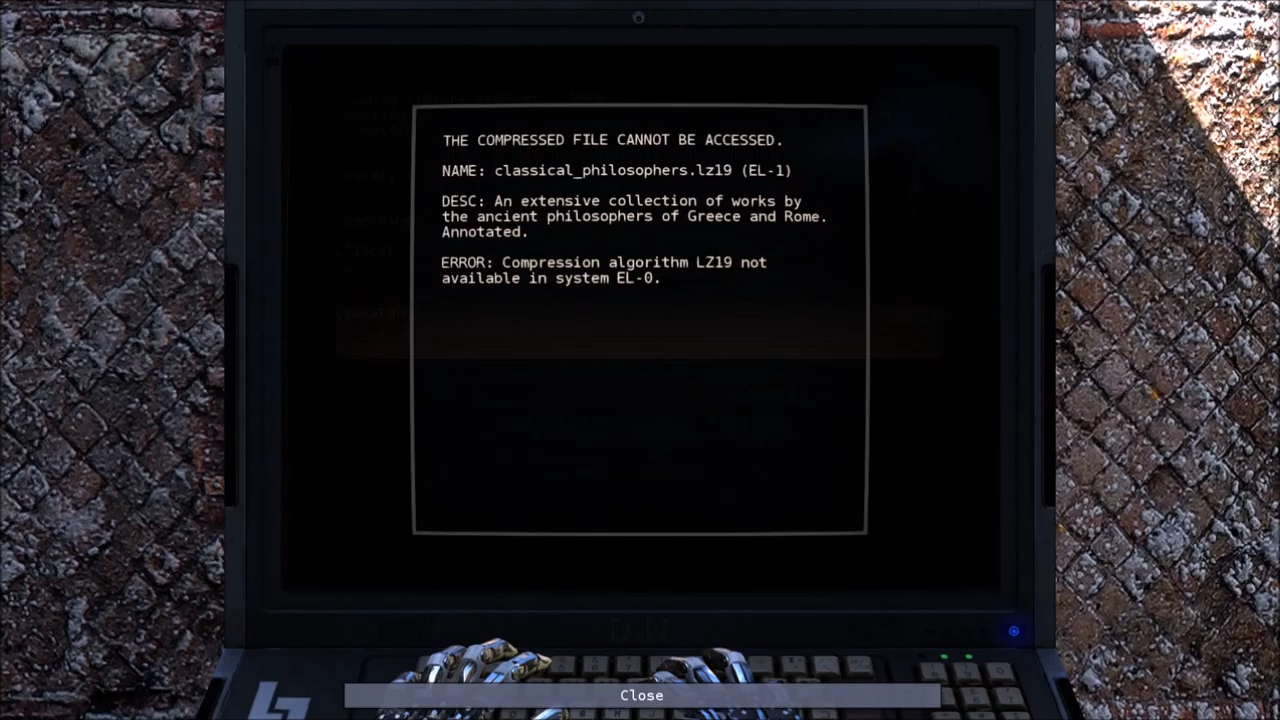 THE COMPRESSED FILE CANNOT BE ACCESSED.
NAME: classical_philosophers.lz19 (EL-1)
DESC: An extensive collection of works by
the ancient philosophers of Greece and Rome.
Annotated.
ERROR: Compression algorithm LZ19 not
available in system EL-0.
Close